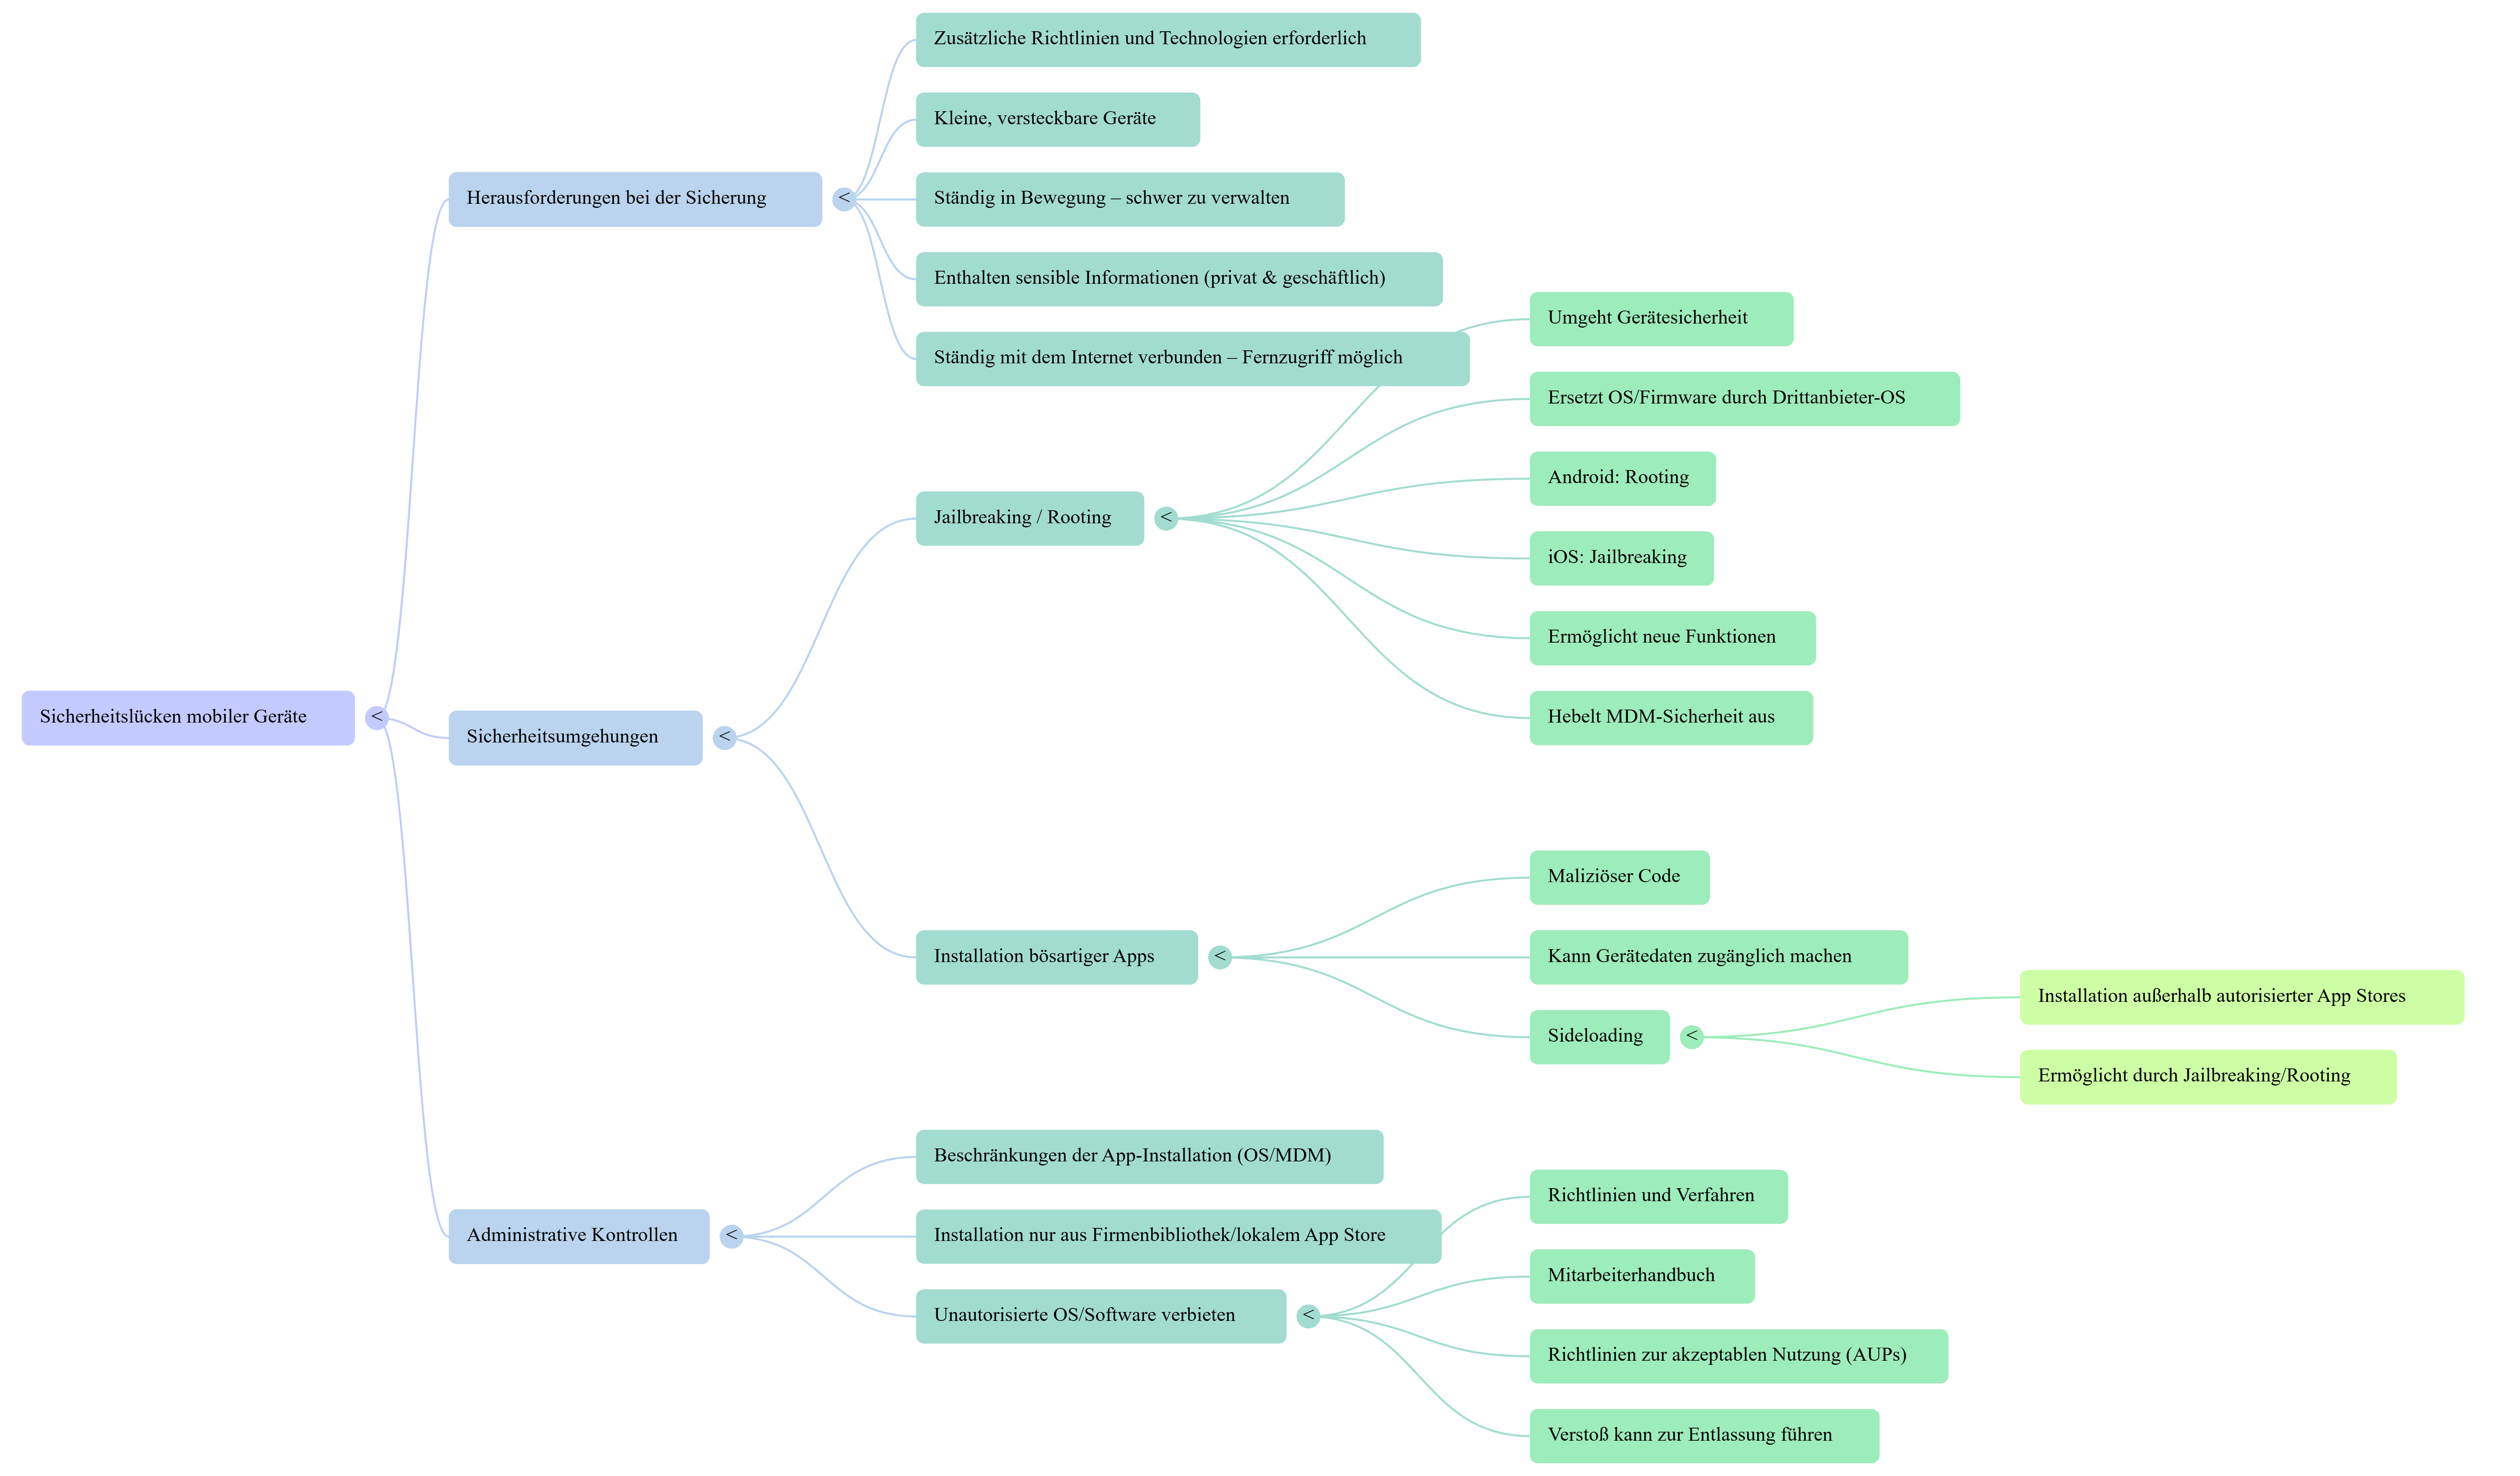 Sicherheitslücken mobiler Geräte
<
Herausforderungen bei der Sicherung
<
Zusätzliche Richtlinien und Technologien erforderlich
Kleine, versteckbare Geräte
Ständig in Bewegung – schwer zu verwalten
Enthalten sensible Informationen (privat & geschäftlich)
Ständig mit dem Internet verbunden – Fernzugriff möglich
Sicherheitsumgehungen
<
Jailbreaking / Rooting
<
Umgeht Gerätesicherheit
Ersetzt OS/Firmware durch Drittanbieter-OS
Android: Rooting
iOS: Jailbreaking
Ermöglicht neue Funktionen
Hebelt MDM-Sicherheit aus
Installation bösartiger Apps
<
Maliziöser Code
Kann Gerätedaten zugänglich machen
Sideloading
<
Installation außerhalb autorisierter App Stores
Ermöglicht durch Jailbreaking/Rooting
Administrative Kontrollen
<
Beschränkungen der App-Installation (OS/MDM)
Installation nur aus Firmenbibliothek/lokalem App Store
Unautorisierte OS/Software verbieten
<
Richtlinien und Verfahren
Mitarbeiterhandbuch
Richtlinien zur akzeptablen Nutzung (AUPs)
Verstoß kann zur Entlassung führen